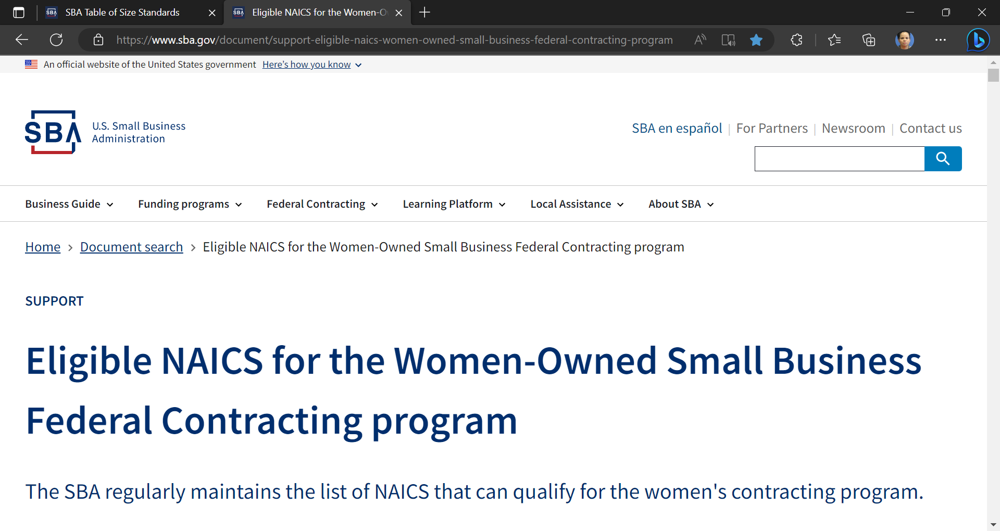 SBA Table of Size Standards
Eligible NAICS for the Women-O
https://www.sba.gov/document/support-eligible-naics-women-owned-small-business-federal-contracting-program
An official website of the United States government Here's how you know
SBA
U.S. Small Business
Administration
SBA en español | For Partners | Newsroom | Contact us
Business Guide Funding programs Federal Contracting Learning Platform Local Assistance About SBA
Home > Document search > Eligible NAICS for the Women-Owned Small Business Federal Contracting program
SUPPORT
Eligible NAICS for the Women-Owned Small Business
Federal Contracting program
The SBA regularly maintains the list of NAICS that can qualify for the women's contracting program.